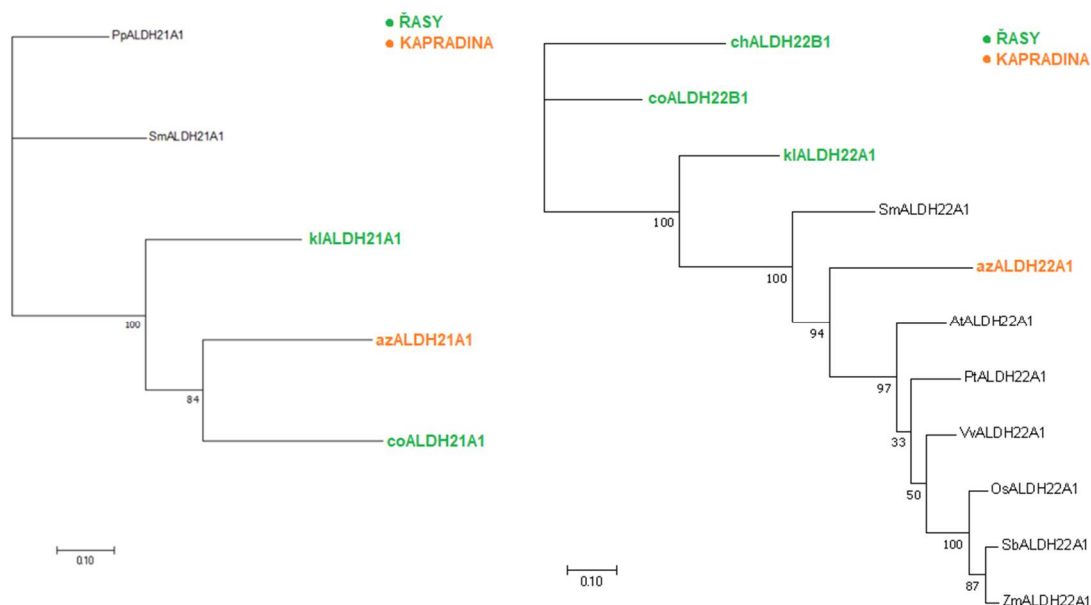 PpALDH21A1
● ŘASY
● KAPRADINA
SmALDH21A1
klALDH21A1
100
azALDH21A1
84
coALDH21A1
0.10
chALDH22B1
● ŘASY
● KAPRADINA
coALDH22B1
klALDH22A1
SmALDH22A1
100
azALDH22A1
100
AtALDH22A1
94
PtALDH22A1
97
VvALDH22A1
33
OsALDH22A1
50
SbALDH22A1
100
87
ZmALDH22A1
0.10